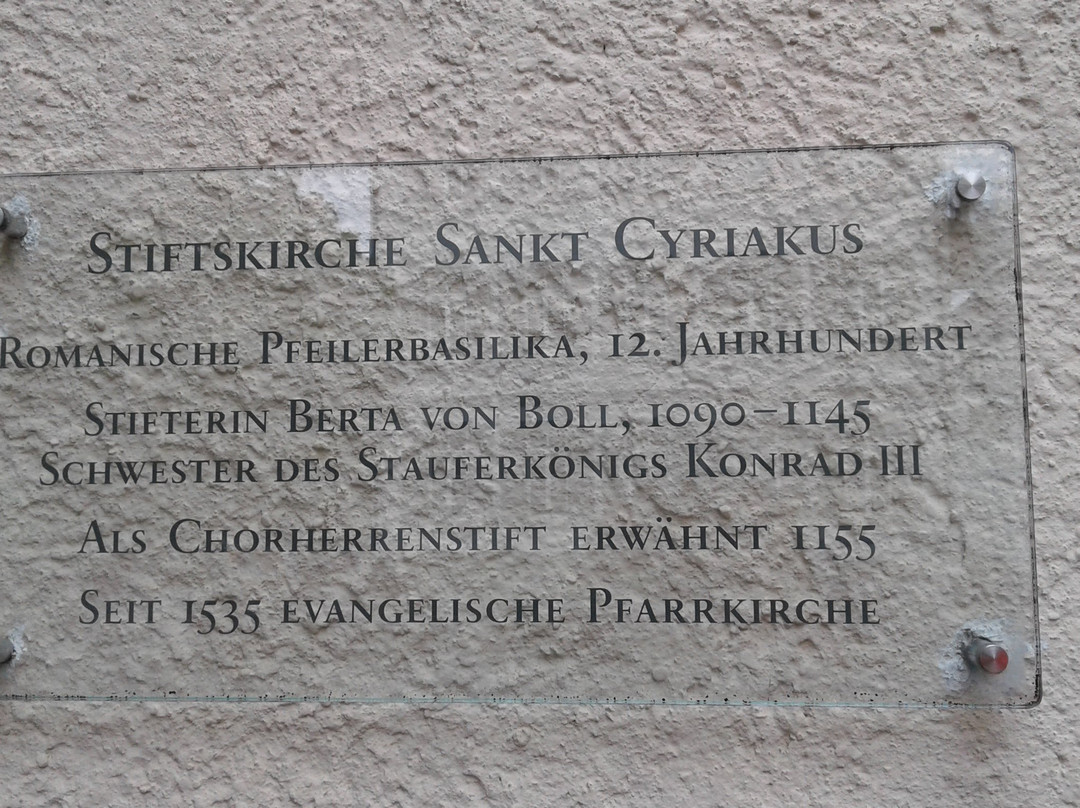 Stiftskirche Sankt Cyriakus
Romanische Pfeilerbasilika, 12. Jahrhundert
Stifterin Berta von Boll, 1090–1145
Schwester des Stauferkönigs Konrad III
Als Chorherrenstift erwähnt 1155
Seit 1535 evangelische Pfarrkirche